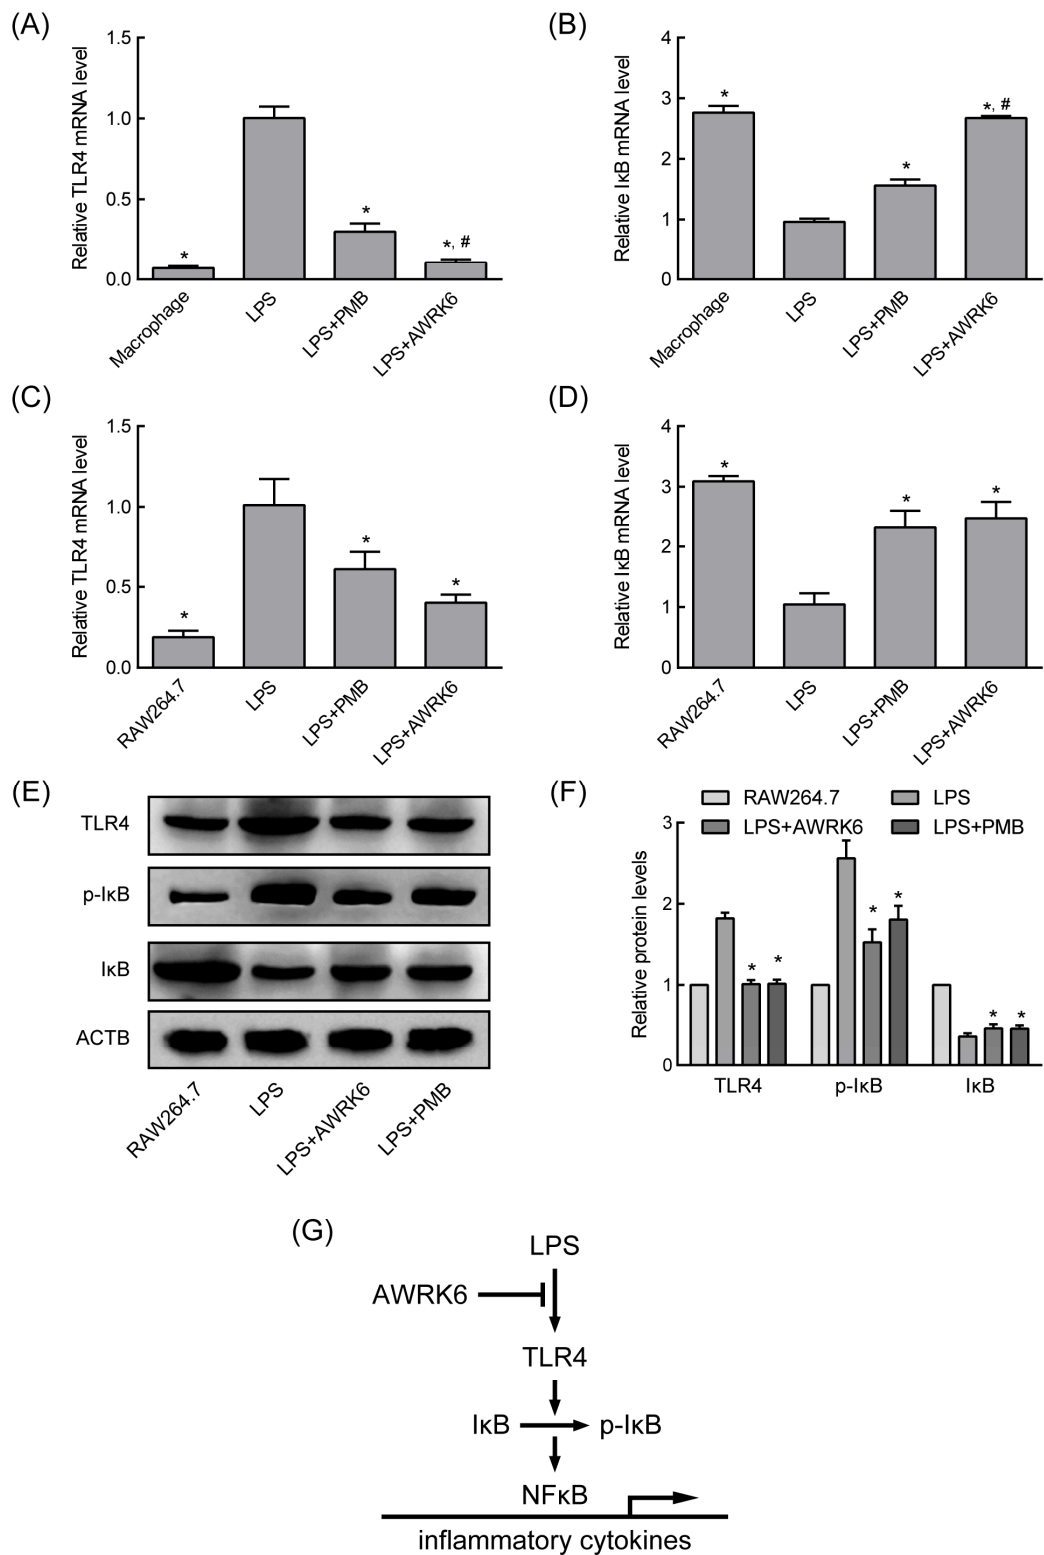 (A)
Relative TLR4 mRNA level
1.5
1.0
0.5
0.0
*
*
*, #
Macrophage
LPS
LPS+PMB
LPS+AWRK6
(B)
Relative IκB mRNA level
4
3
2
1
0
*
*
*, #
Macrophage
LPS
LPS+PMB
LPS+AWRK6
(C)
Relative TLR4 mRNA level
1.5
1.0
0.5
0.0
*
*
*
RAW264.7
LPS
LPS+PMB
LPS+AWRK6
(D)
Relative IκB mRNA level
4
3
2
1
0
*
*
*
RAW264.7
LPS
LPS+PMB
LPS+AWRK6
(E)
TLR4
p-IκB
IκB
ACTB
RAW264.7
LPS
LPS+AWRK6
LPS+PMB
(F)
RAW264.7
LPS
LPS+AWRK6
LPS+PMB
Relative protein levels
3
2
1
0
* *
* *
* *
TLR4
p-IκB
IκB
(G)
LPS
AWRK6
TLR4
IκB
p-IκB
NFκB
inflammatory cytokines